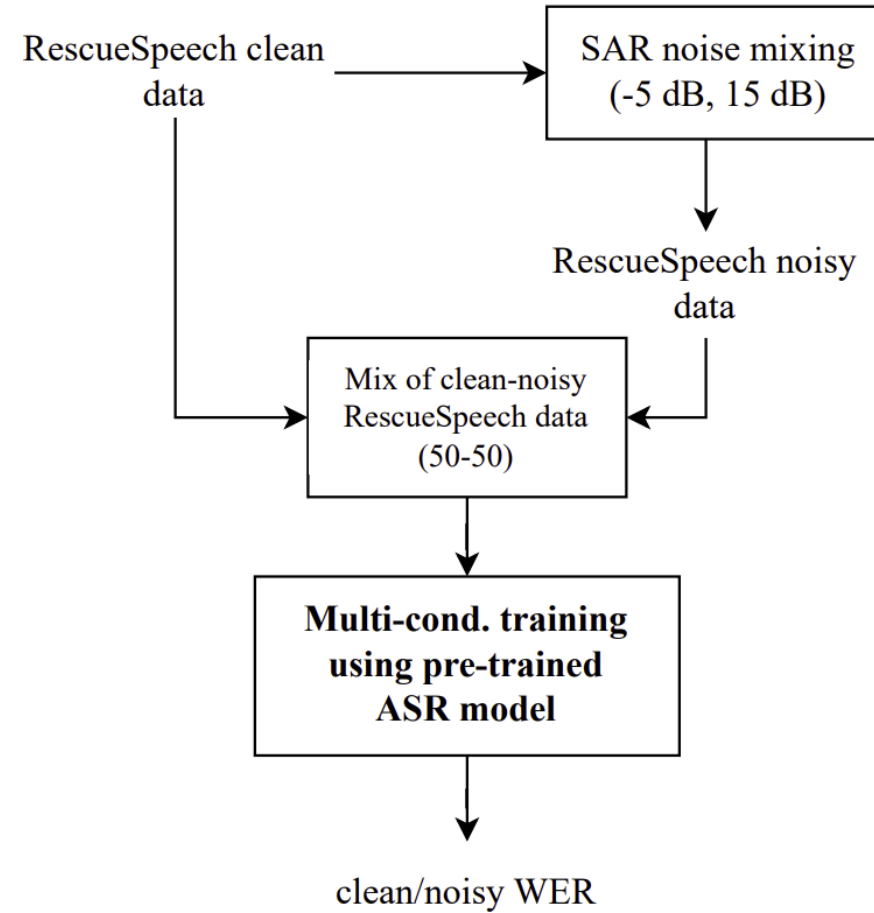 RescueSpeech clean
data
SAR noise mixing
(-5 dB, 15 dB)
RescueSpeech noisy
data
Mix of clean-noisy
RescueSpeech data
(50-50)
Multi-cond. training
using pre-trained
ASR model
clean/noisy WER